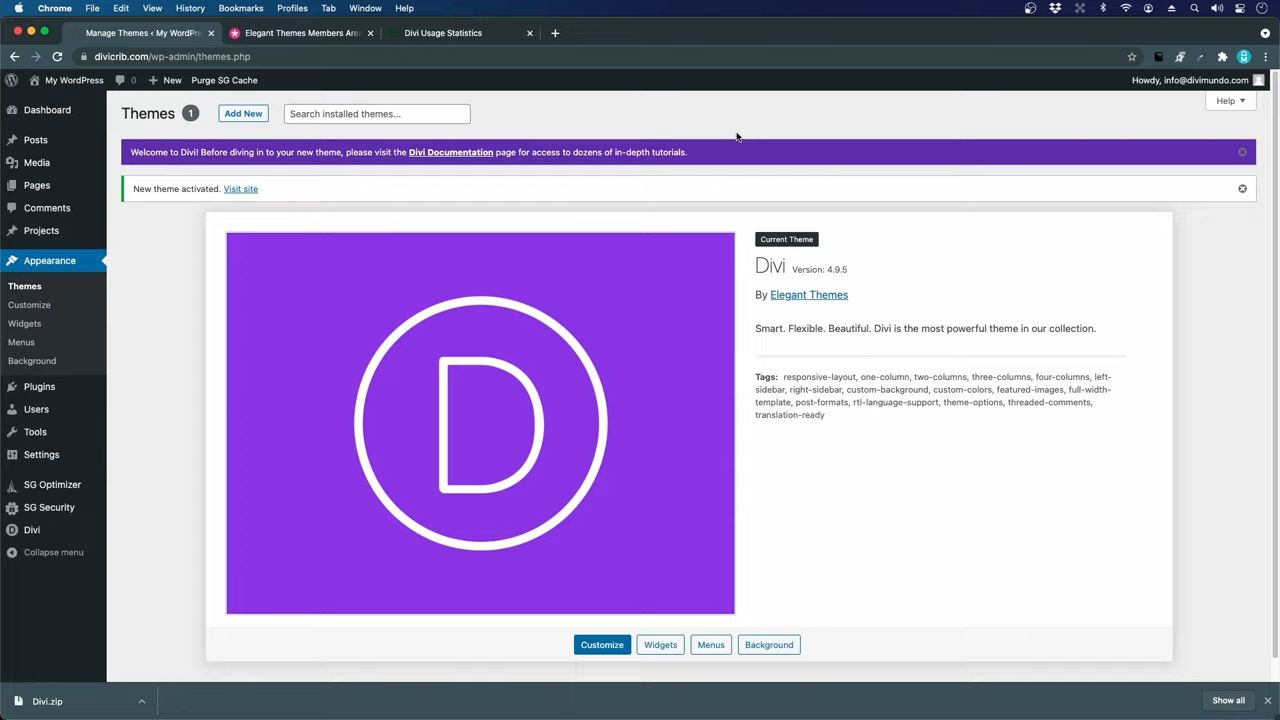 Chrome File Edit View History Bookmarks Profiles Tab Window Help
Manage Themes ‹ My WordPre
Elegant Themes Members Are
Divi Usage Statistics
divicrib.com/wp-admin/themes.php
My WordPress 0 New Purge SG Cache
Howdy, info@divimundo.com
Dashboard
Posts
Media
Pages
Comments
Projects
Appearance
Themes
Customize
Widgets
Menus
Background
Plugins
Users
Tools
Settings
SG Optimizer
SG Security
Divi
Collapse menu
Themes 1 Add New Search installed themes...
Help
Welcome to Divi! Before diving in to your new theme, please visit the Divi Documentation page for access to dozens of in-depth tutorials.
New theme activated. Visit site
D
Current Theme
Divi Version: 4.9.5
By Elegant Themes
Smart. Flexible. Beautiful. Divi is the most powerful theme in our collection.
Tags: responsive-layout, one-column, two-columns, three-columns, four-columns, left-
sidebar, right-sidebar, custom-background, custom-colors, featured-images, full-width-
template, post-formats, rtl-language-support, theme-options, threaded-comments,
translation-ready
Customize Widgets Menus Background
Divi.zip
Show all